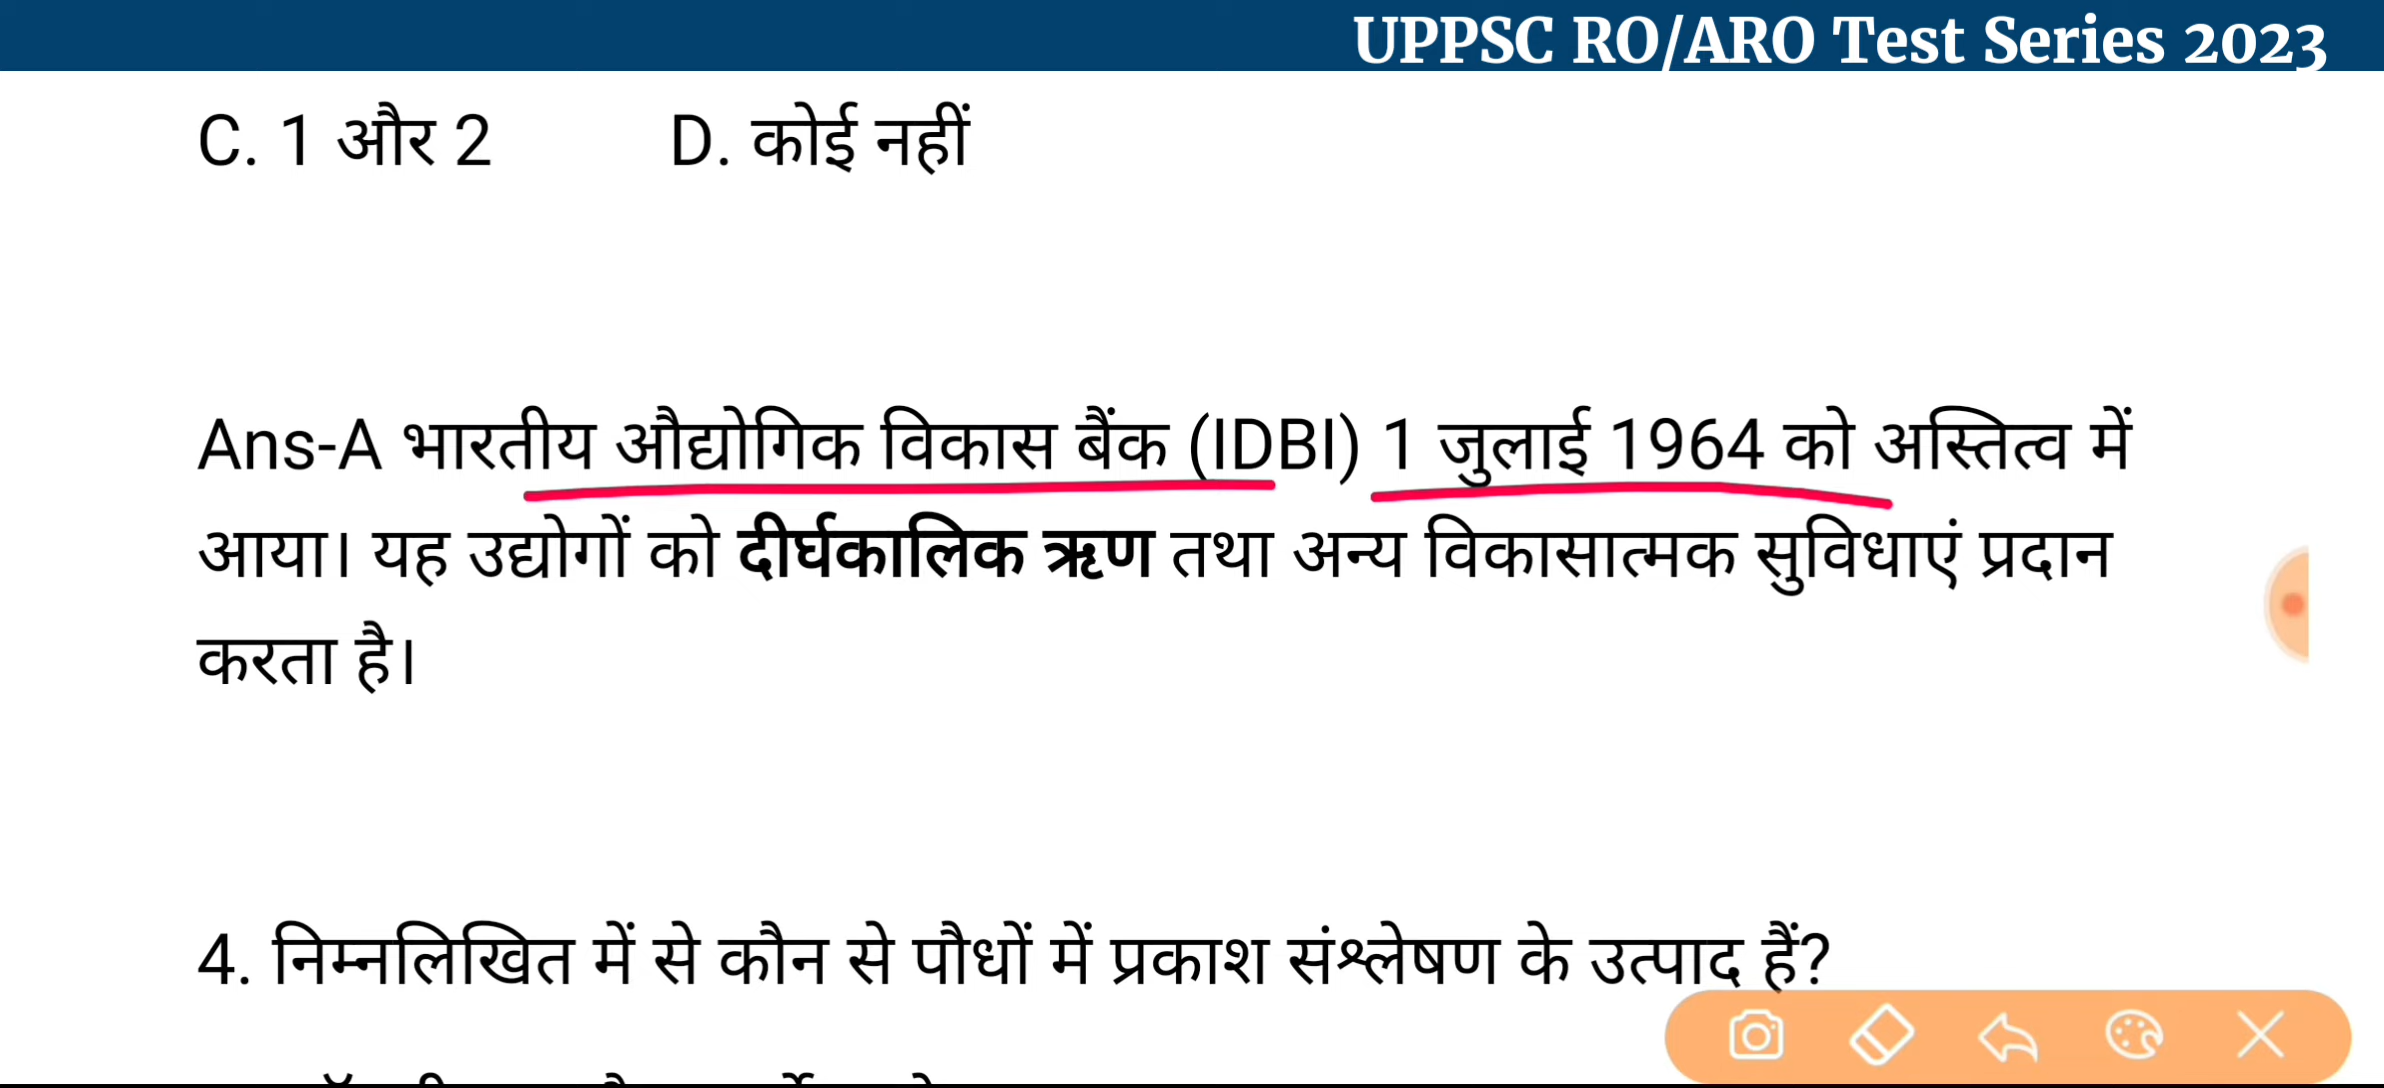 UPPSC RO/ARO Test Series 2023
C. 1 और 2 D. कोई नहीं
Ans-A भारतीय औद्योगिक विकास बैंक (IDBI) 1 जुलाई 1964 को अस्तित्व में
आया। यह उद्योगों को दीर्घकालिक ऋण तथा अन्य विकासात्मक सुविधाएं प्रदान
करता है।
4. निम्नलिखित में से कौन से पौधों में प्रकाश संश्लेषण के उत्पाद हैं?